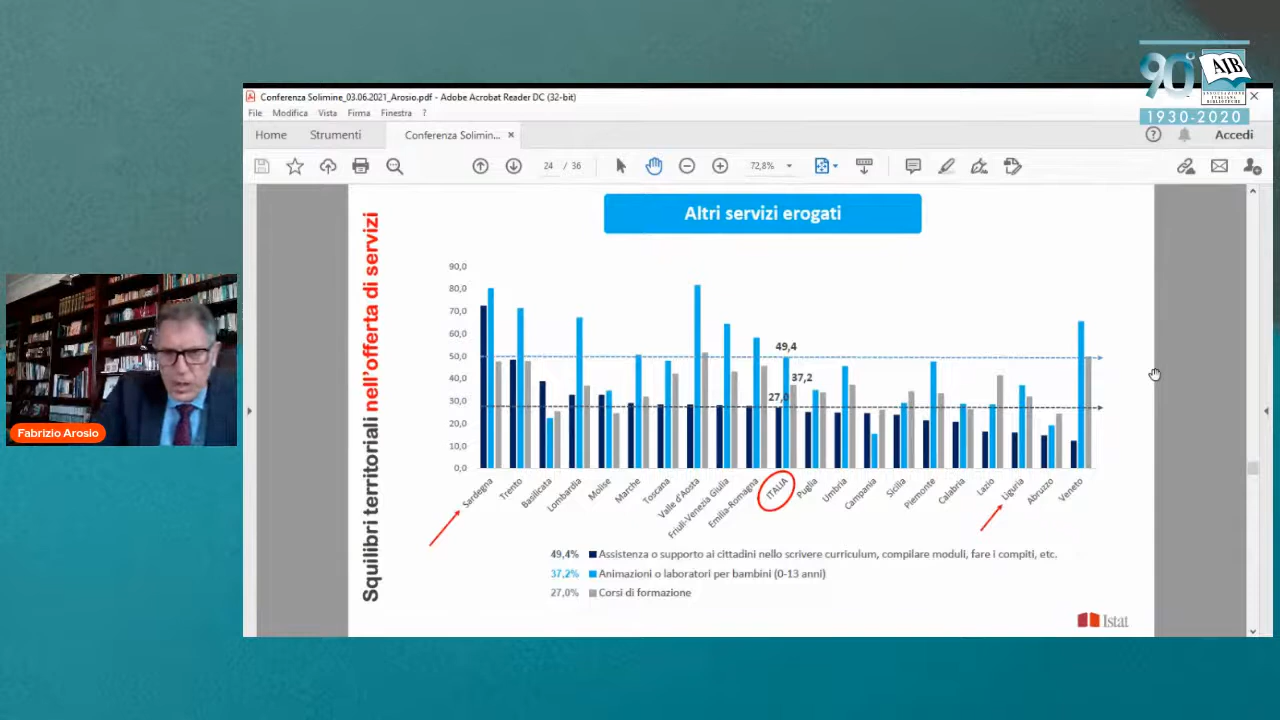 90°
AIB
ASSOCIAZIONE
ITALIANA
BIBLIOTECHE
1930-2020
Conferenza Solimine_03.06.2021_Arosio.pdf - Adobe Acrobat Reader DC (32-bit)
File Modifica Vista Firma Finestra ?
Home Strumenti Conferenza Solimin... × Accedi
24 / 36 72,8%
Altri servizi erogati
Squilibri territoriali nell'offerta di servizi
90,0
80,0
70,0
60,0
50,0
40,0
30,0
20,0
10,0
0,0
49,4
37,2
27,0
Sardegna
Trento
Basilicata
Lombardia
Molise
Marche
Toscana
Valle d'Aosta
Friuli-Venezia Giulia
Emilia-Romagna
ITALIA
Puglia
Umbria
Campania
Sicilia
Piemonte
Calabria
Lazio
Liguria
Abruzzo
Veneto
49,4% Assistenza o supporto ai cittadini nello scrivere curriculum, compilare moduli, fare i compiti, etc.
37,2% Animazioni o laboratori per bambini (0-13 anni)
27,0% Corsi di formazione
Istat
Fabrizio Arosio